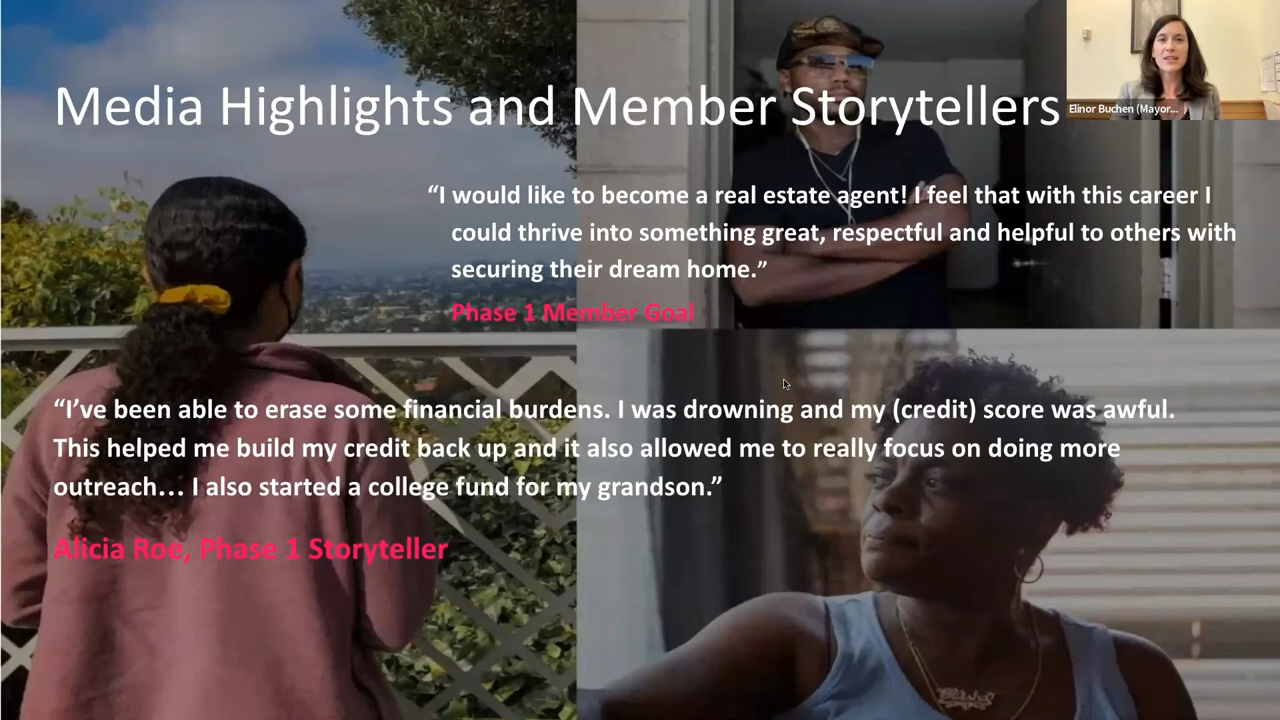 Media Highlights and Member Storytellers
Elinor Buchen (Mayor...
“I would like to become a real estate agent! I feel that with this career I
could thrive into something great, respectful and helpful to others with
securing their dream home.”
Phase 1 Member Goal
“I’ve been able to erase some financial burdens. I was drowning and my (credit) score was awful.
This helped me build my credit back up and it also allowed me to really focus on doing more
outreach… I also started a college fund for my grandson.”
Alicia Roe, Phase 1 Storyteller